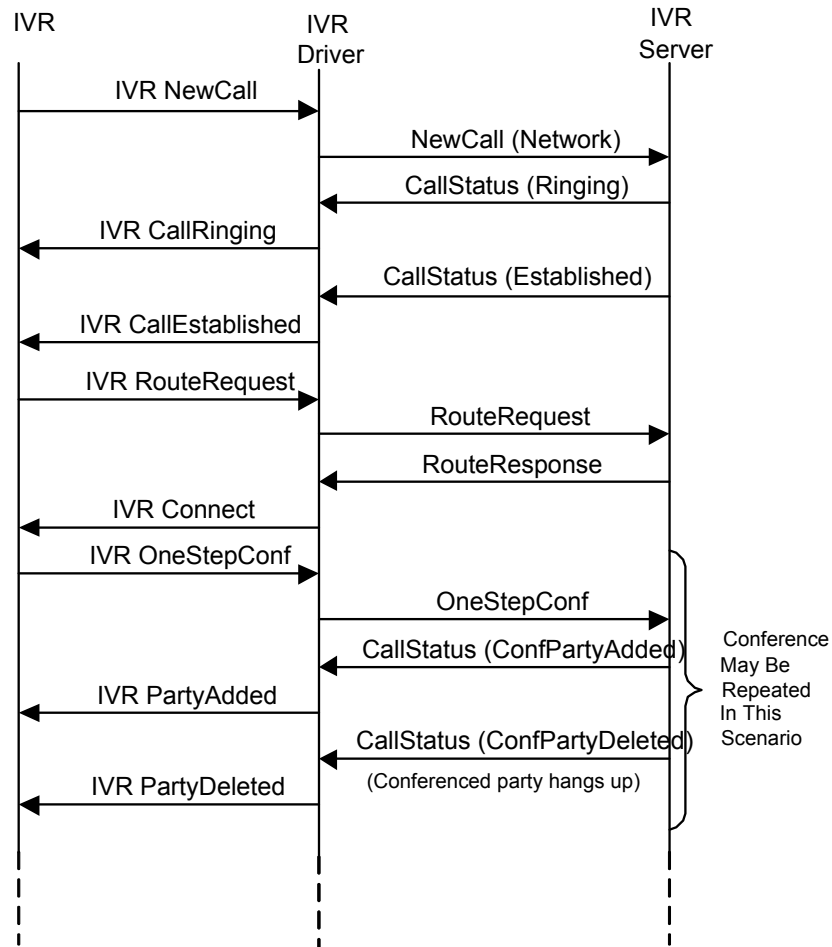 IVR
IVR
Driver
IVR
Server
IVR NewCall
NewCall (Network)
CallStatus (Ringing)
IVR CallRinging
CallStatus (Established)
IVR CallEstablished
IVR RouteRequest
RouteRequest
RouteResponse
IVR Connect
IVR OneStepConf
OneStepConf
CallStatus (ConfPartyAdded)
IVR PartyAdded
CallStatus (ConfPartyDeleted)
(Conferenced party hangs up)
IVR PartyDeleted
Conference
May Be
Repeated
In This
Scenario